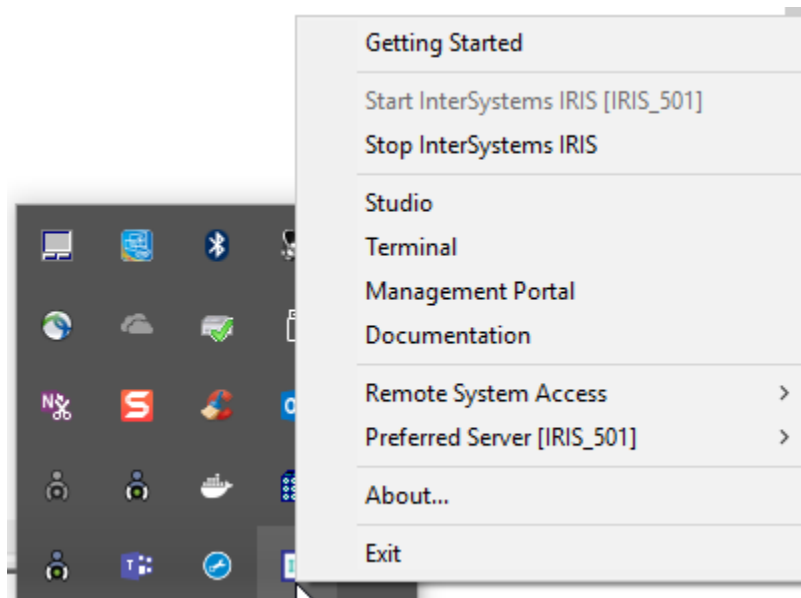 Getting Started
Start InterSystems IRIS [IRIS_501]
Stop InterSystems IRIS
Studio
Terminal
Management Portal
Documentation
Remote System Access
Preferred Server [IRIS_501]
About...
Exit
N
S
T